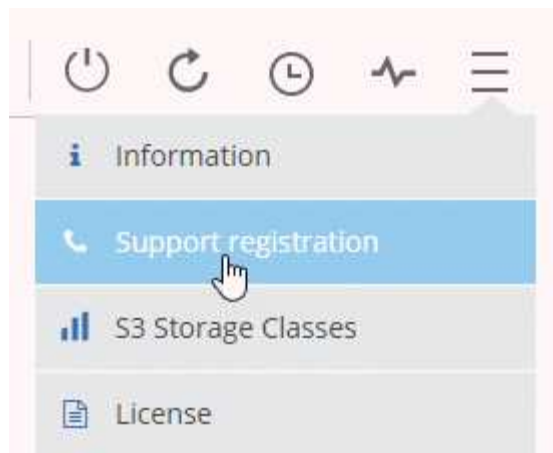 Information
Support registration
S3 Storage Classes
License